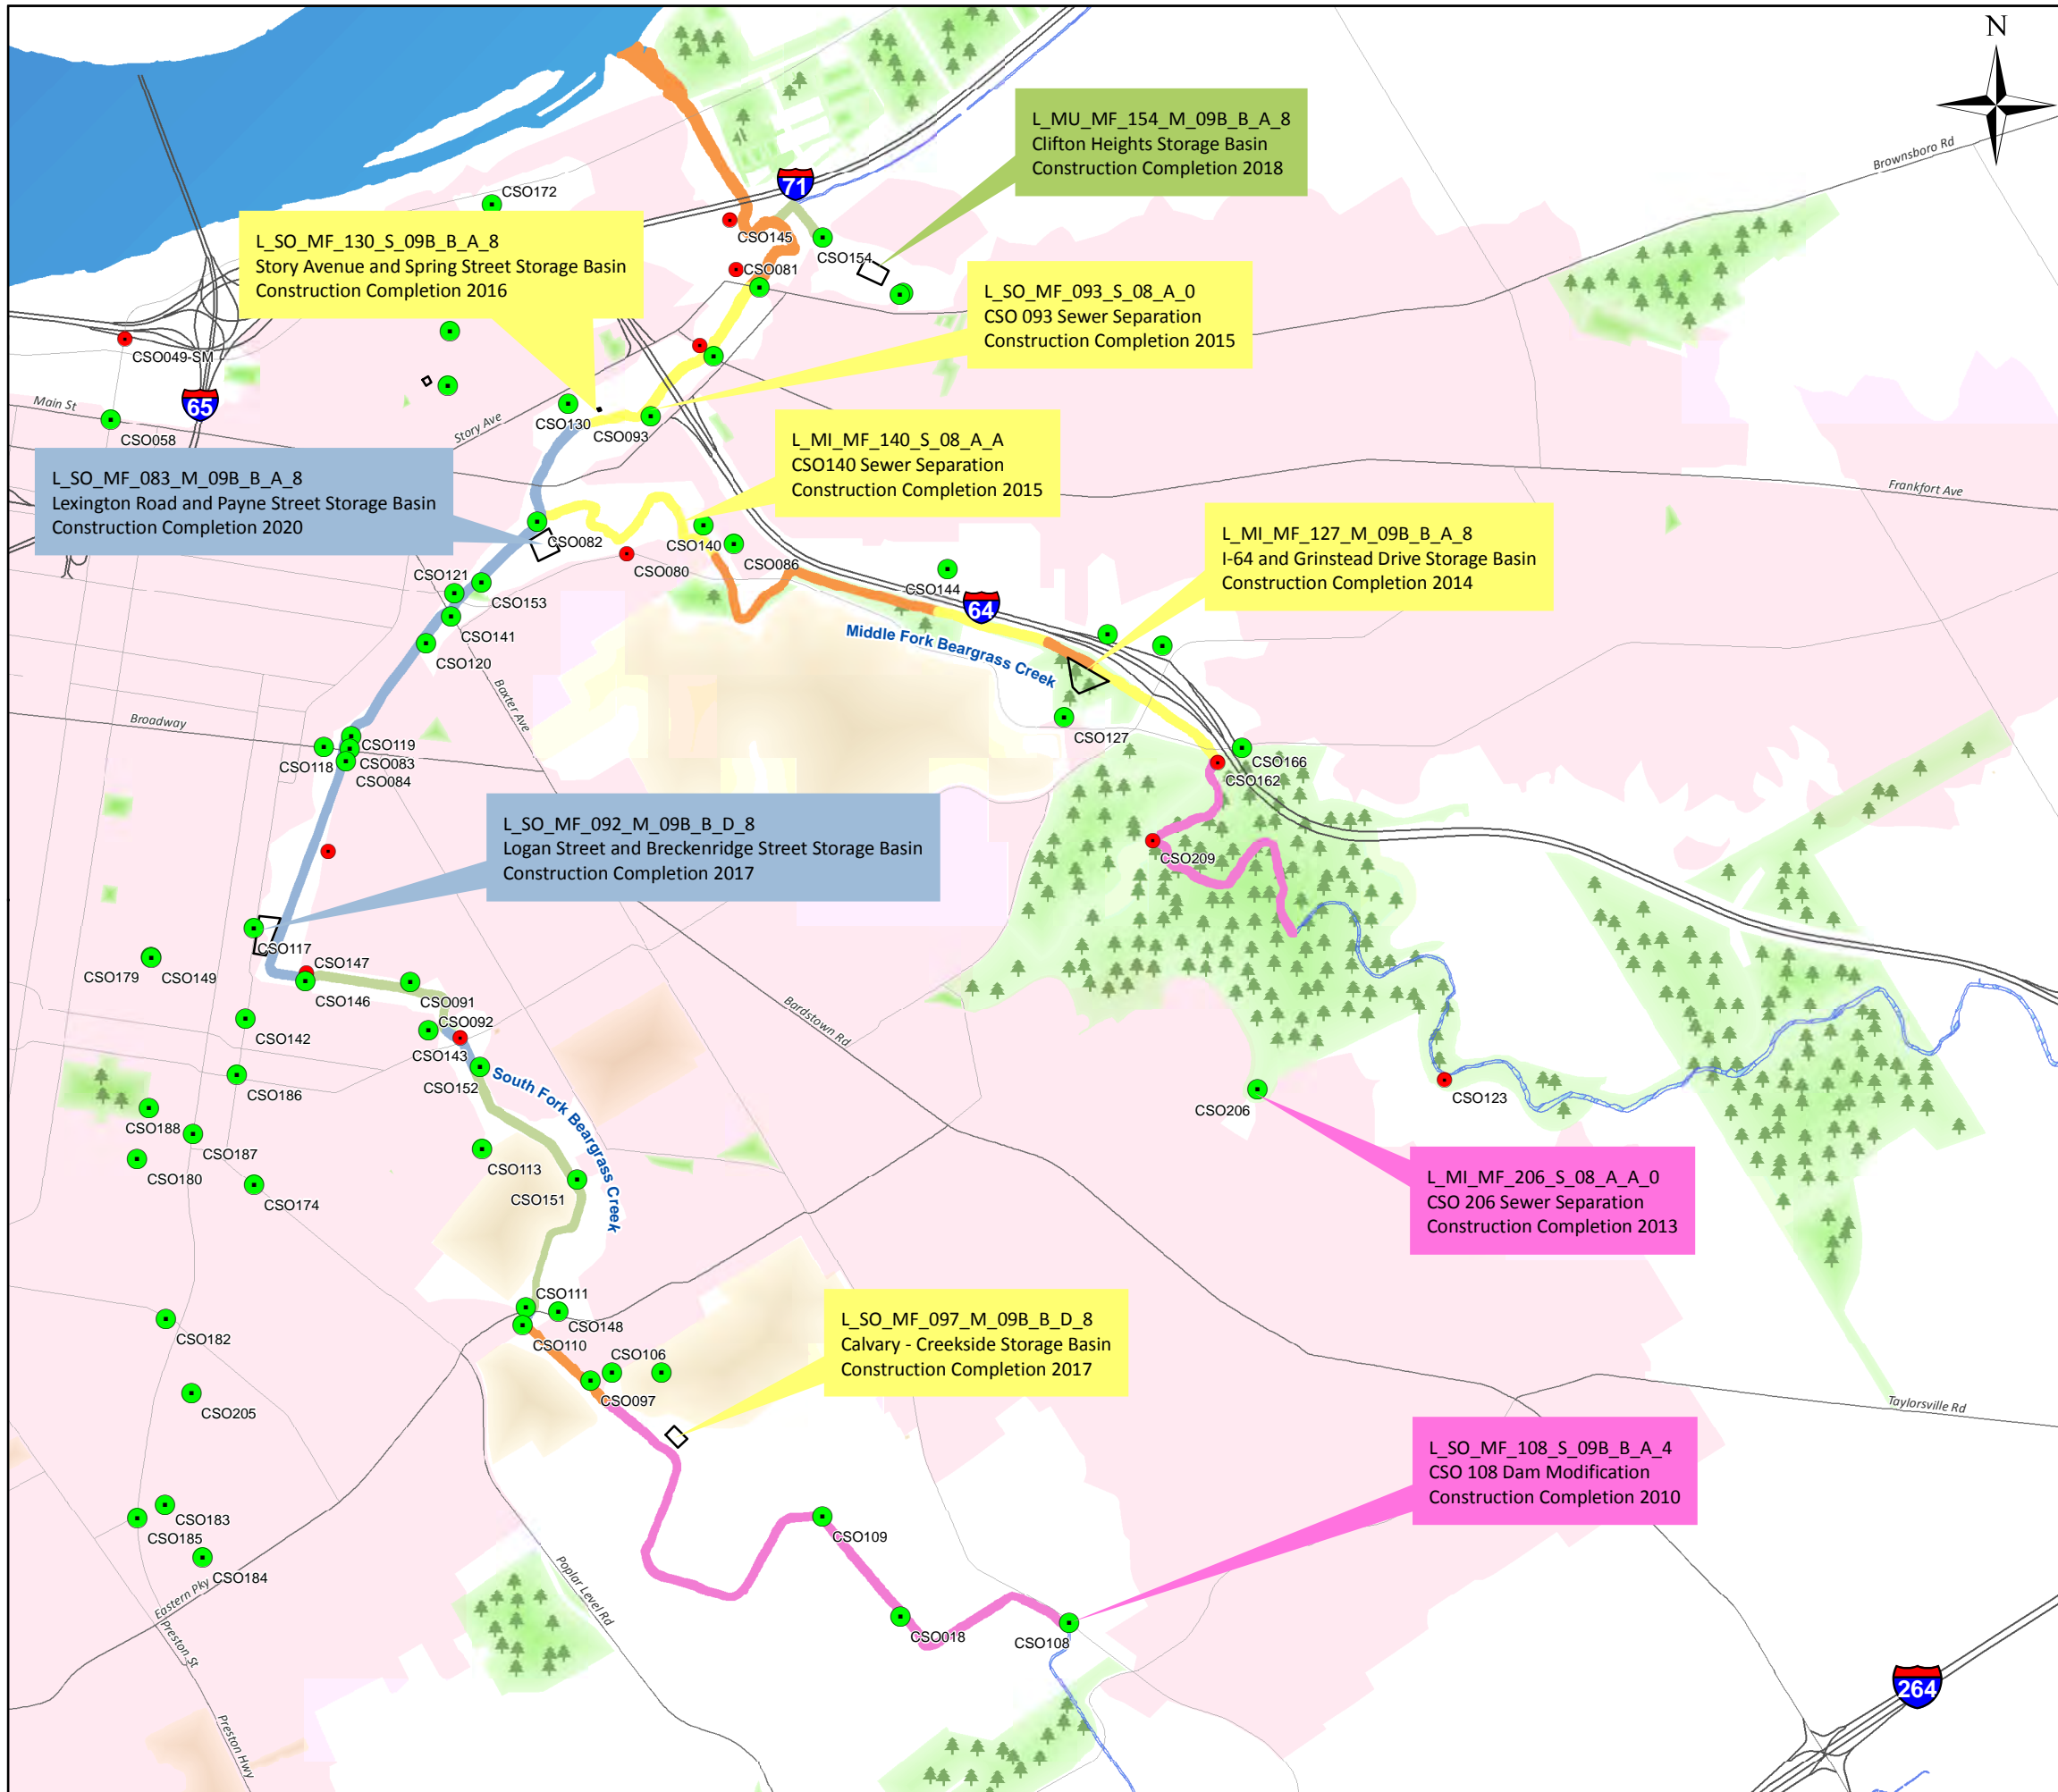 N
L_MU_MF_154_M_09B_B_A_8
Clifton Heights Storage Basin
Construction Completion 2018
Brownsboro Rd
71
CSO172
CSO145
CSO154
L_SO_MF_130_S_09B_B_A_8
Story Avenue and Spring Street Storage Basin
Construction Completion 2016
CSO081
L_SO_MF_093_S_08_A_0
CSO 093 Sewer Separation
Construction Completion 2015
CSO049-SM
65
Main St
CSO058
Story Ave
CSO130
CSO093
L_MI_MF_140_S_08_A_A
CSO140 Sewer Separation
Construction Completion 2015
Frankfort Ave
L_SO_MF_083_M_09B_B_A_8
Lexington Road and Payne Street Storage Basin
Construction Completion 2020
L_MI_MF_127_M_09B_B_A_8
I-64 and Grinstead Drive Storage Basin
Construction Completion 2014
CSO082
CSO140
CSO086
CSO080
CSO144
64
CSO121
CSO153
CSO141
CSO120
Middle Fork Beargrass Creek
Baxter Ave
Broadway
CSO127
CSO119
CSO118
CSO083
CSO084
CSO166
CSO162
L_SO_MF_092_M_09B_B_D_8
Logan Street and Breckenridge Street Storage Basin
Construction Completion 2017
CSO209
CSO117
CSO147
CSO179
CSO149
CSO146
CSO091
Bardstown Rd
CSO142
CSO092
CSO143
CSO152
CSO186
South Fork Beargrass Creek
CSO206
CSO123
CSO188
CSO187
CSO180
CSO113
CSO151
CSO174
L_MI_MF_206_S_08_A_A_0
CSO 206 Sewer Separation
Construction Completion 2013
CSO111
CSO148
CSO182
CSO110
CSO106
L_SO_MF_097_M_09B_B_D_8
Calvary - Creekside Storage Basin
Construction Completion 2017
CSO097
CSO205
Taylorsville Rd
L_SO_MF_108_S_09B_B_A_4
CSO 108 Dam Modification
Construction Completion 2010
CSO183
CSO185
CSO109
CSO184
Eastern Pky
Poplar Level Rd
CSO018
CSO108
Preston St
264
Preston Hwy